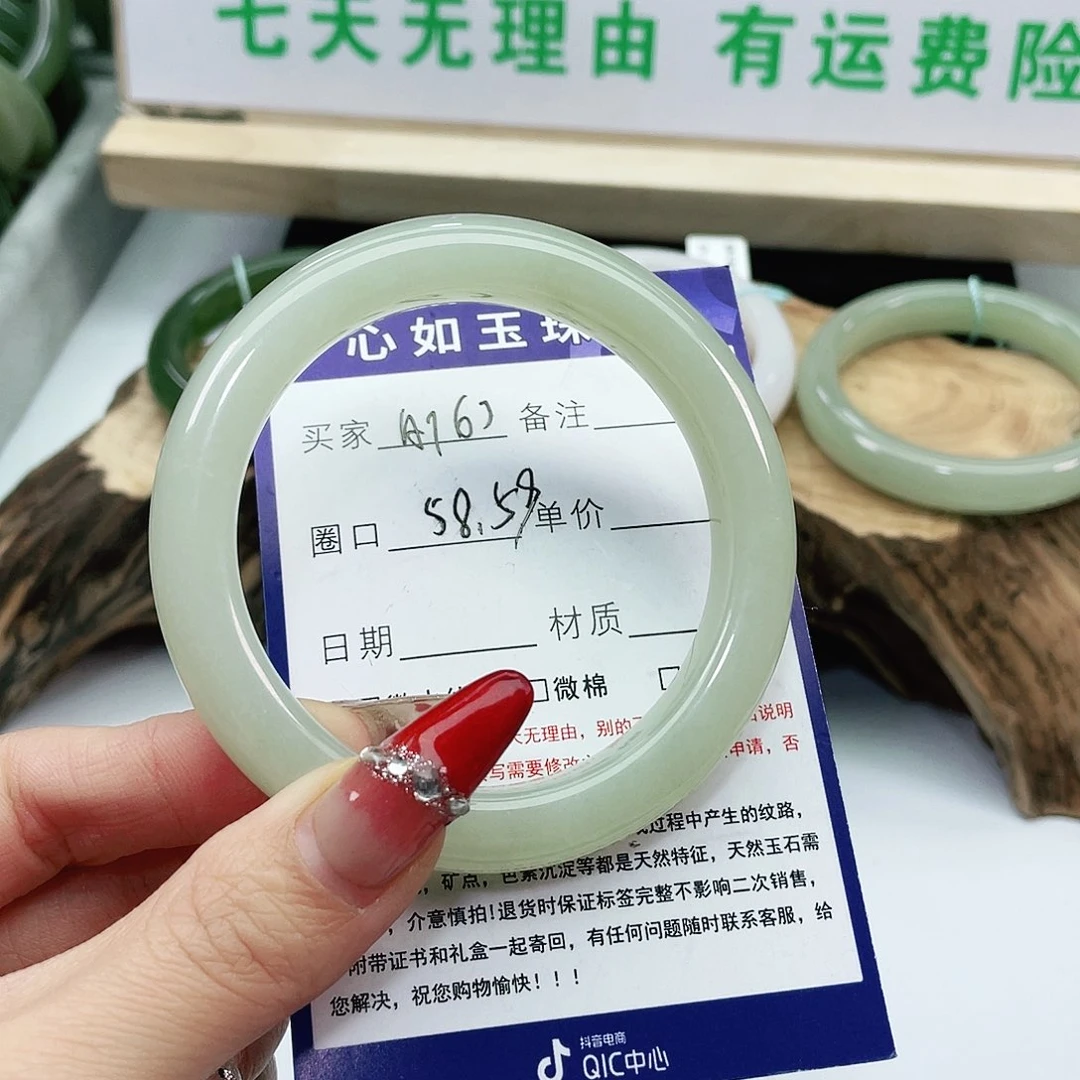 七天无理由 有运费险
心如玉珠
买家 A763 备注
圈口 58.59 单价
日期 材质
□微棉 □
天无理由,别的 说明
写需要修改 申请,否
过程中产生的纹路,
,矿点,色素沉淀等都是天然特征,天然玉石需
,介意慎拍!退货时保证标签完整不影响二次销售,
附带证书和礼盒一起寄回,有任何问题随时联系客服,给
您解决,祝您购物愉快!!!
抖音电商
QIC中心